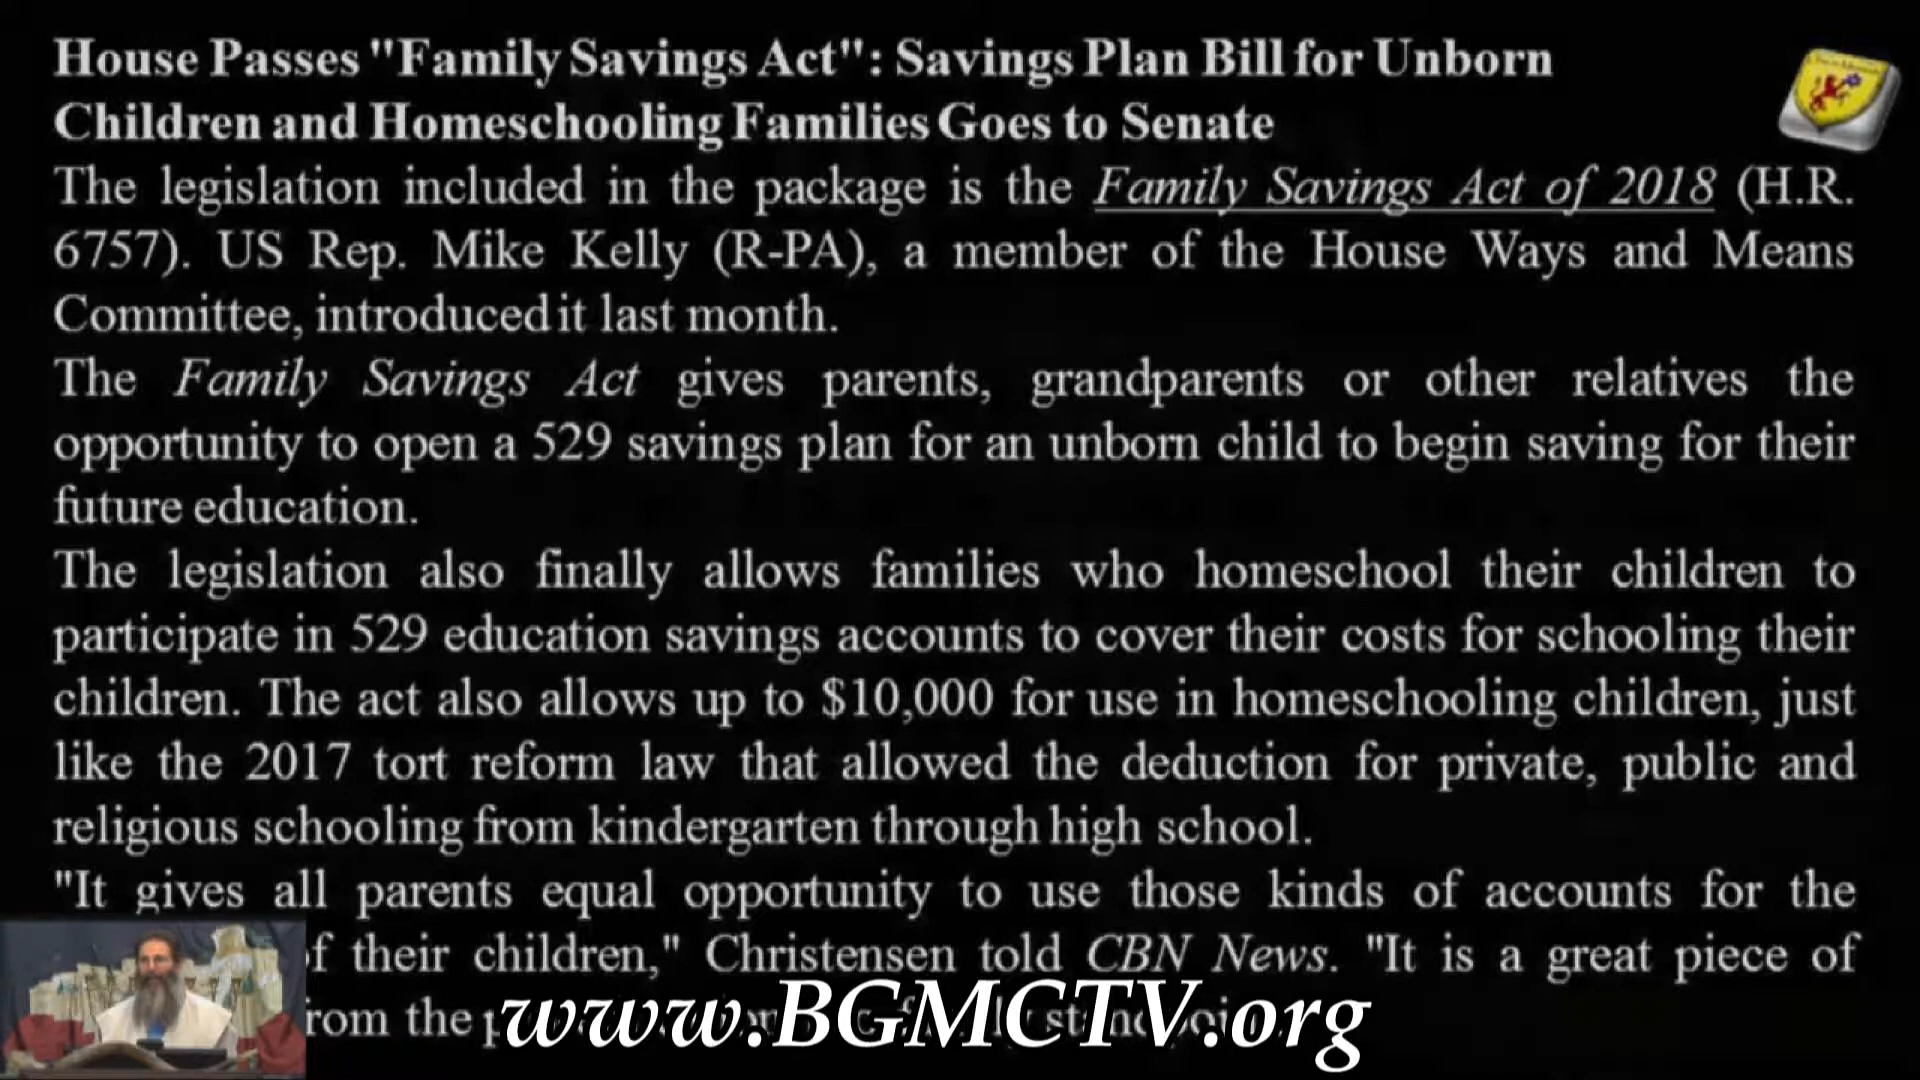 House Passes "Family Savings Act": Savings Plan Bill for Unborn
Children and Homeschooling Families Goes to Senate
The legislation included in the package is the Family Savings Act of 2018 (H.R.
6757). US Rep. Mike Kelly (R-PA), a member of the House Ways and Means
Committee, introduced it last month.
The Family Savings Act gives parents, grandparents or other relatives the
opportunity to open a 529 savings plan for an unborn child to begin saving for their
future education.
The legislation also finally allows families who homeschool their children to
participate in 529 education savings accounts to cover their costs for schooling their
children. The act also allows up to $10,000 for use in homeschooling children, just
like the 2017 tort reform law that allowed the deduction for private, public and
religious schooling from kindergarten through high school.
"It gives all parents equal opportunity to use those kinds of accounts for the
of their children," Christensen told CBN News. "It is a great piece of
from the
www.BGMCTV.org